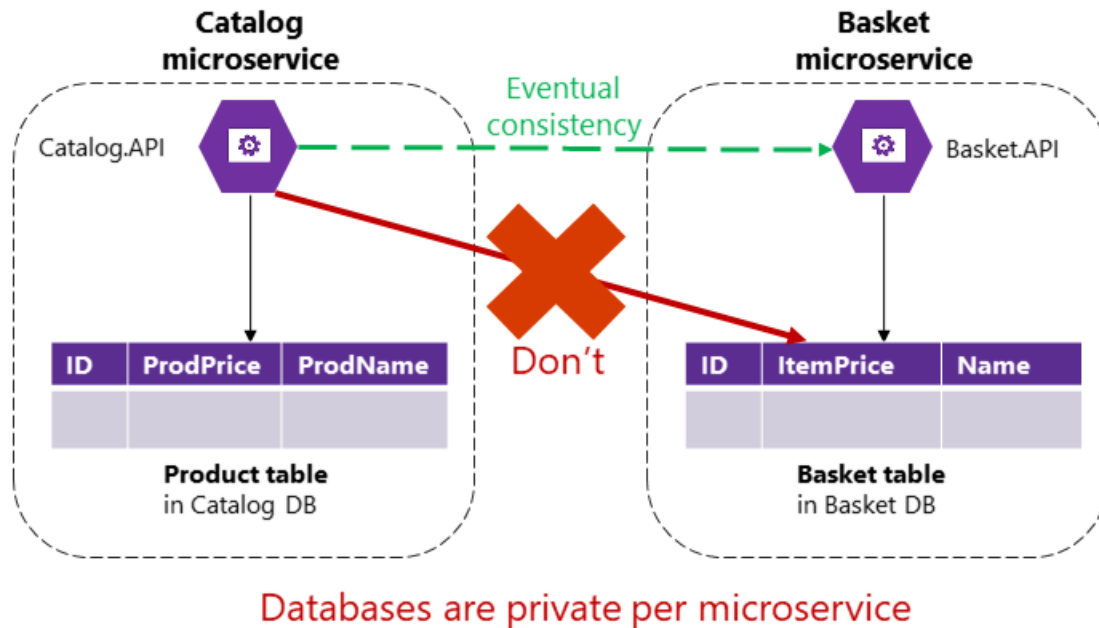 Catalog
microservice
Basket
microservice
Eventual
consistency
Catalog.API
Basket.API
Don't
ID ProdPrice ProdName
ID ItemPrice Name
Product table
in Catalog DB
Basket table
in Basket DB
Databases are private per microservice